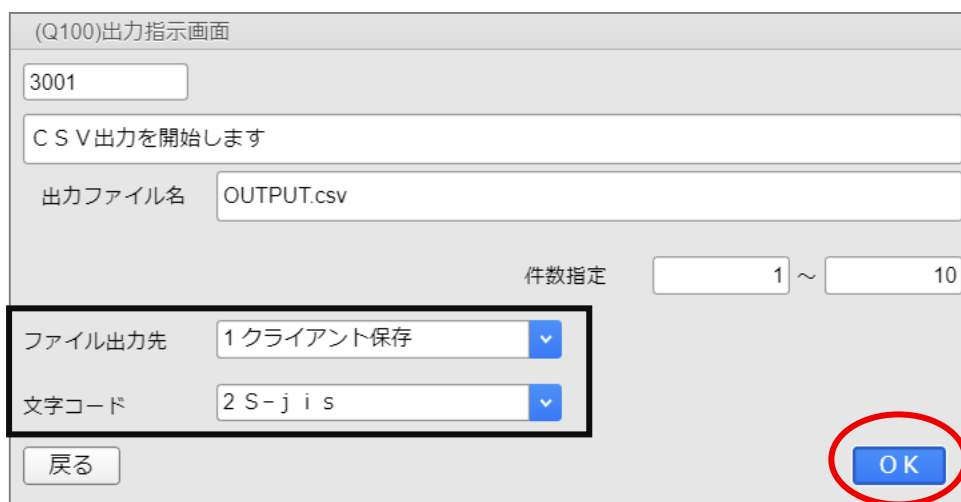 (Q100)出力指示画面
3001
ＣＳＶ出力を開始します
出力ファイル名 OUTPUT.csv
件数指定 1 ～ 10
ファイル出力先 1 クライアント保存
文字コード 2 Ｓ－ｊｉｓ
戻る ＯＫ